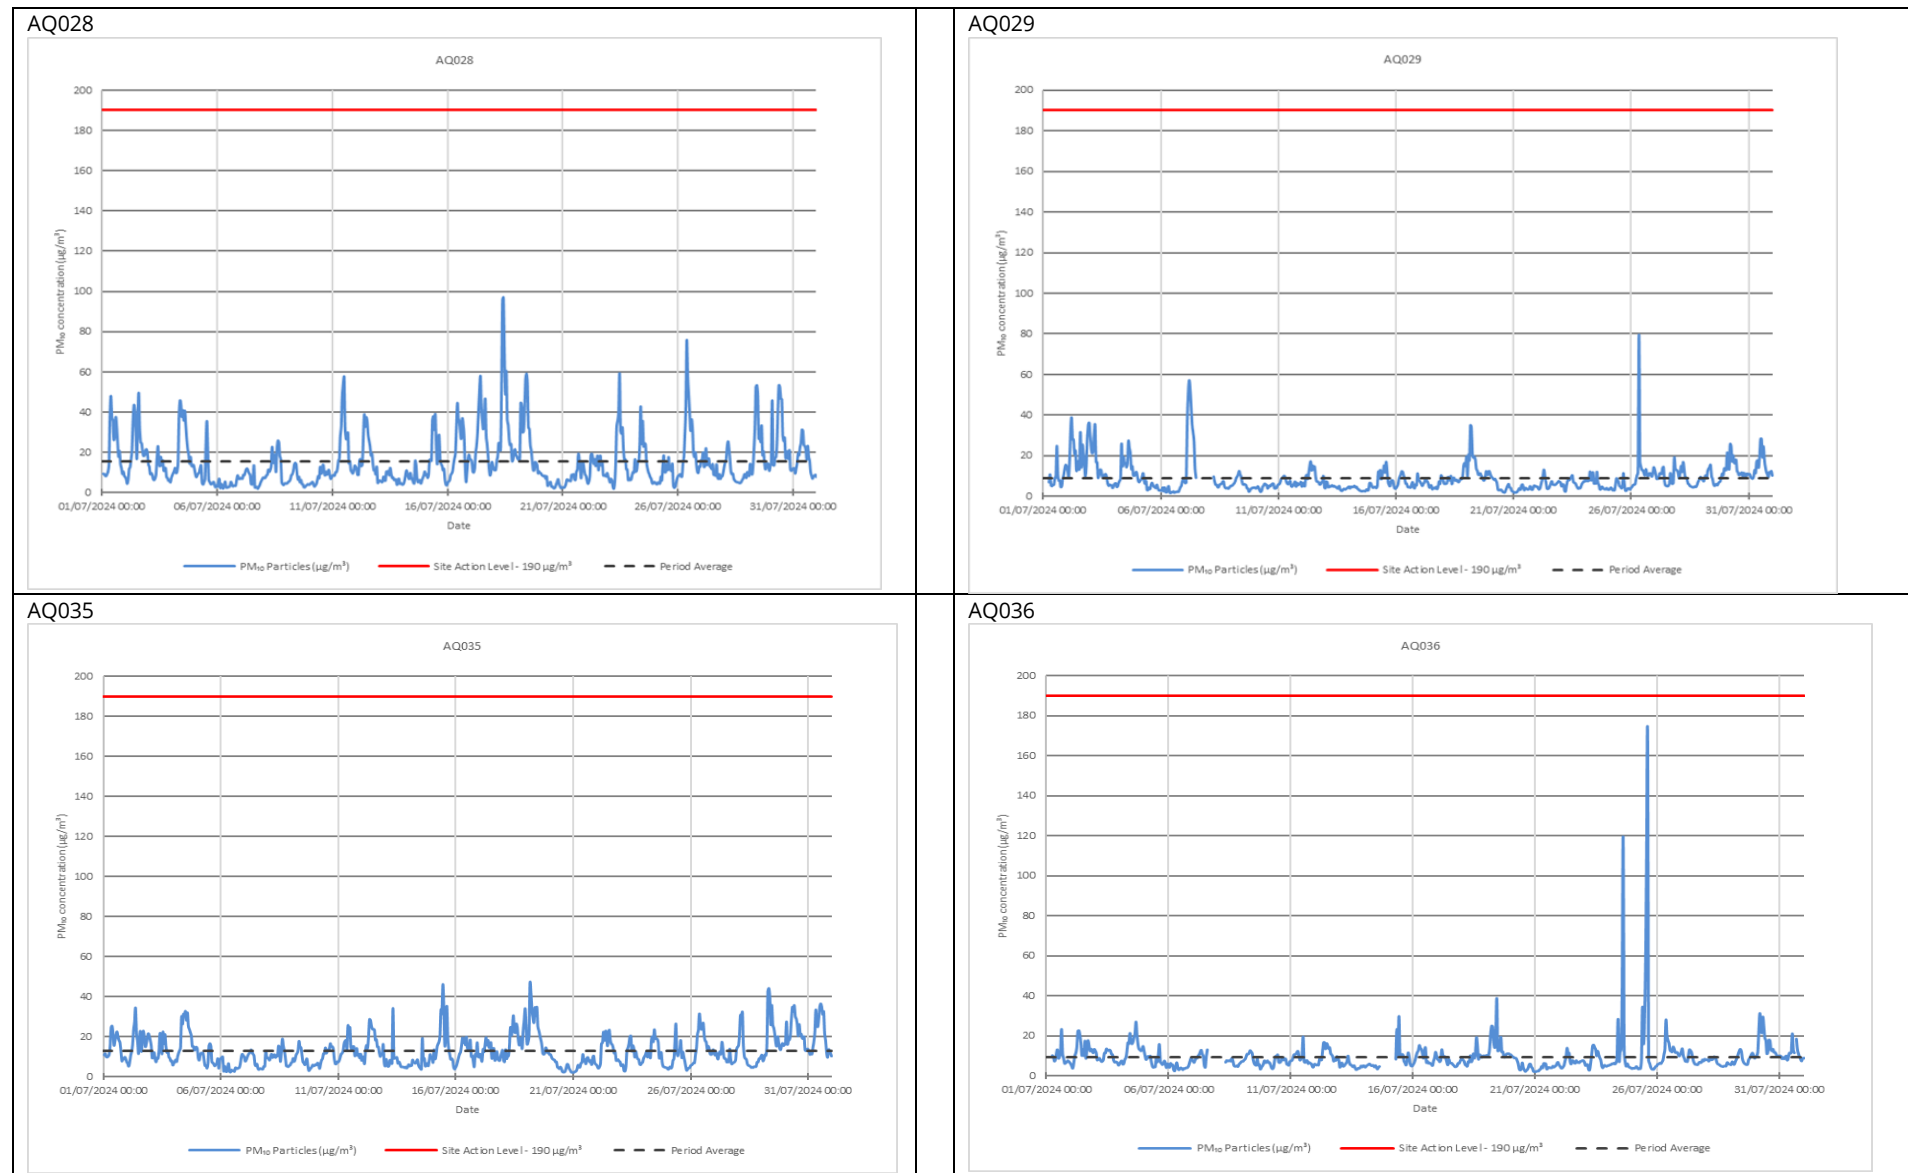 AQ028
AQ028
200
180
160
140
120
100
80
60
40
20
0
PM₁₀ concentration (µg/m³)
01/07/2024 00:00 06/07/2024 00:00 11/07/2024 00:00 16/07/2024 00:00 21/07/2024 00:00 26/07/2024 00:00 31/07/2024 00:00
Date
PM₁₀ Particles (µg/m³) Site Action Level - 190 µg/m³ Period Average
AQ029
AQ029
200
180
160
140
120
100
80
60
40
20
0
PM₁₀ concentration (µg/m³)
01/07/2024 00:00 06/07/2024 00:00 11/07/2024 00:00 16/07/2024 00:00 21/07/2024 00:00 26/07/2024 00:00 31/07/2024 00:00
Date
PM₁₀ Particles (µg/m³) Site Action Level - 190 µg/m³ Period Average
AQ035
AQ035
200
180
160
140
120
100
80
60
40
20
0
PM₁₀ concentration (µg/m³)
01/07/2024 00:00 06/07/2024 00:00 11/07/2024 00:00 16/07/2024 00:00 21/07/2024 00:00 26/07/2024 00:00 31/07/2024 00:00
Date
PM₁₀ Particles (µg/m³) Site Action Level - 190 µg/m³ Period Average
AQ036
AQ036
200
180
160
140
120
100
80
60
40
20
0
PM₁₀ concentration (µg/m³)
01/07/2024 00:00 06/07/2024 00:00 11/07/2024 00:00 16/07/2024 00:00 21/07/2024 00:00 26/07/2024 00:00 31/07/2024 00:00
Date
PM₁₀ Particles (µg/m³) Site Action Level - 190 µg/m³ Period Average